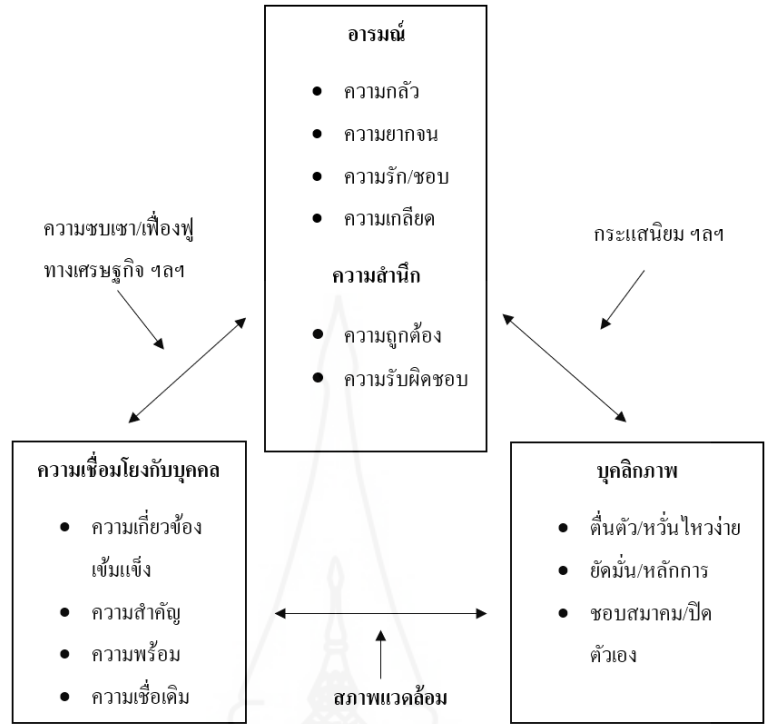 อารมณ์
● ความกลัว
● ความยากจน
● ความรัก/ชอบ
● ความเกลียด
ความสำนึก
● ความถูกต้อง
● ความรับผิดชอบ
ความซบเซา/เฟื่องฟู
ทางเศรษฐกิจ ฯลฯ
กระแสนิยม ฯลฯ
ความเชื่อมโยงกับบุคคล
● ความเกี่ยวข้อง
เข้มแข็ง
● ความสำคัญ
● ความพร้อม
● ความเชื่อเดิม
บุคลิกภาพ
● ตื่นตัว/หวั่นไหวง่าย
● ยัดมั่น/หลักการ
● ชอบสมาคม/ปิด
ตัวเอง
สภาพแวดล้อม